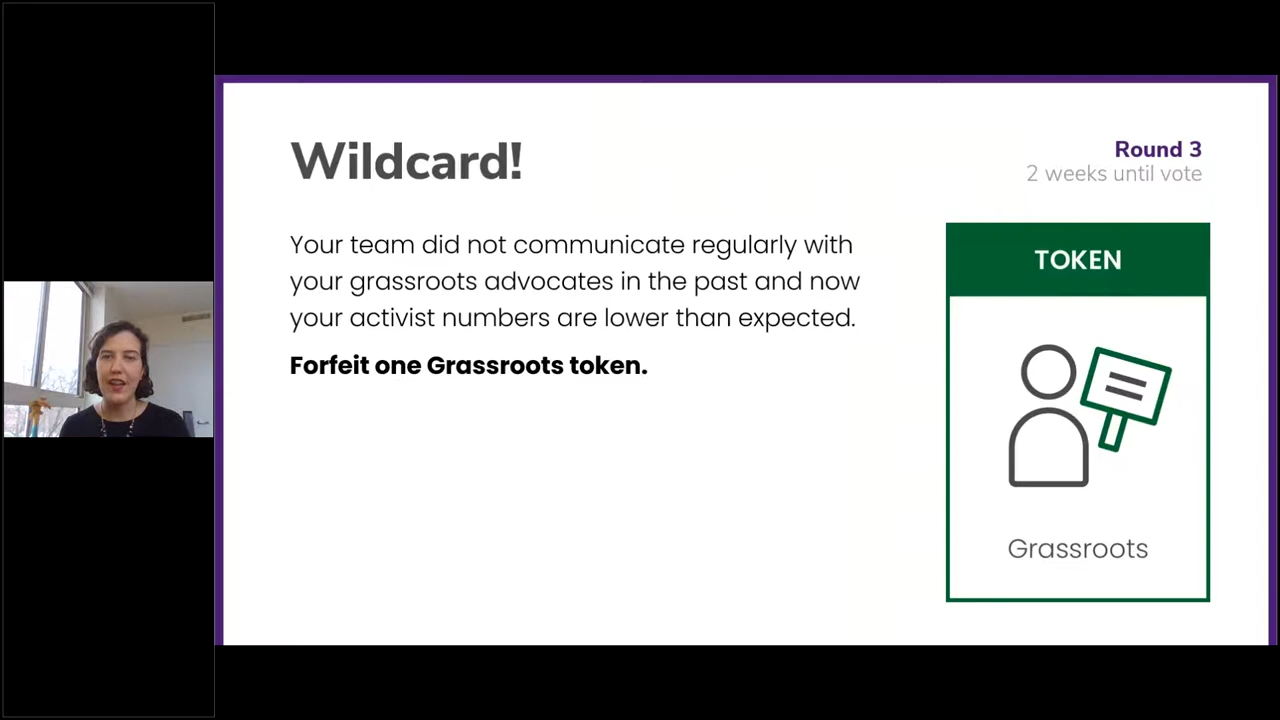 Wildcard!
Round 3
2 weeks until vote
Your team did not communicate regularly with
your grassroots advocates in the past and now
your activist numbers are lower than expected.
Forfeit one Grassroots token.
TOKEN
Grassroots